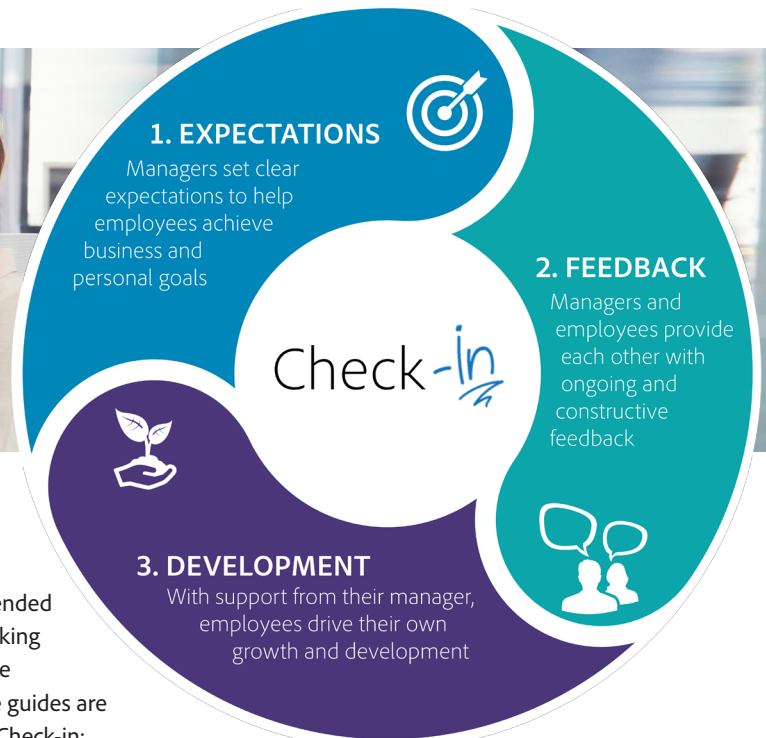 1. EXPECTATIONS
Managers set clear
expectations to help
employees achieve
business and
personal goals
2. FEEDBACK
Managers and
employees provide
each other with
ongoing and
constructive
feedback
Check-in
3. DEVELOPMENT
With support from their manager,
employees drive their own
growth and development
guides are
Check-in: